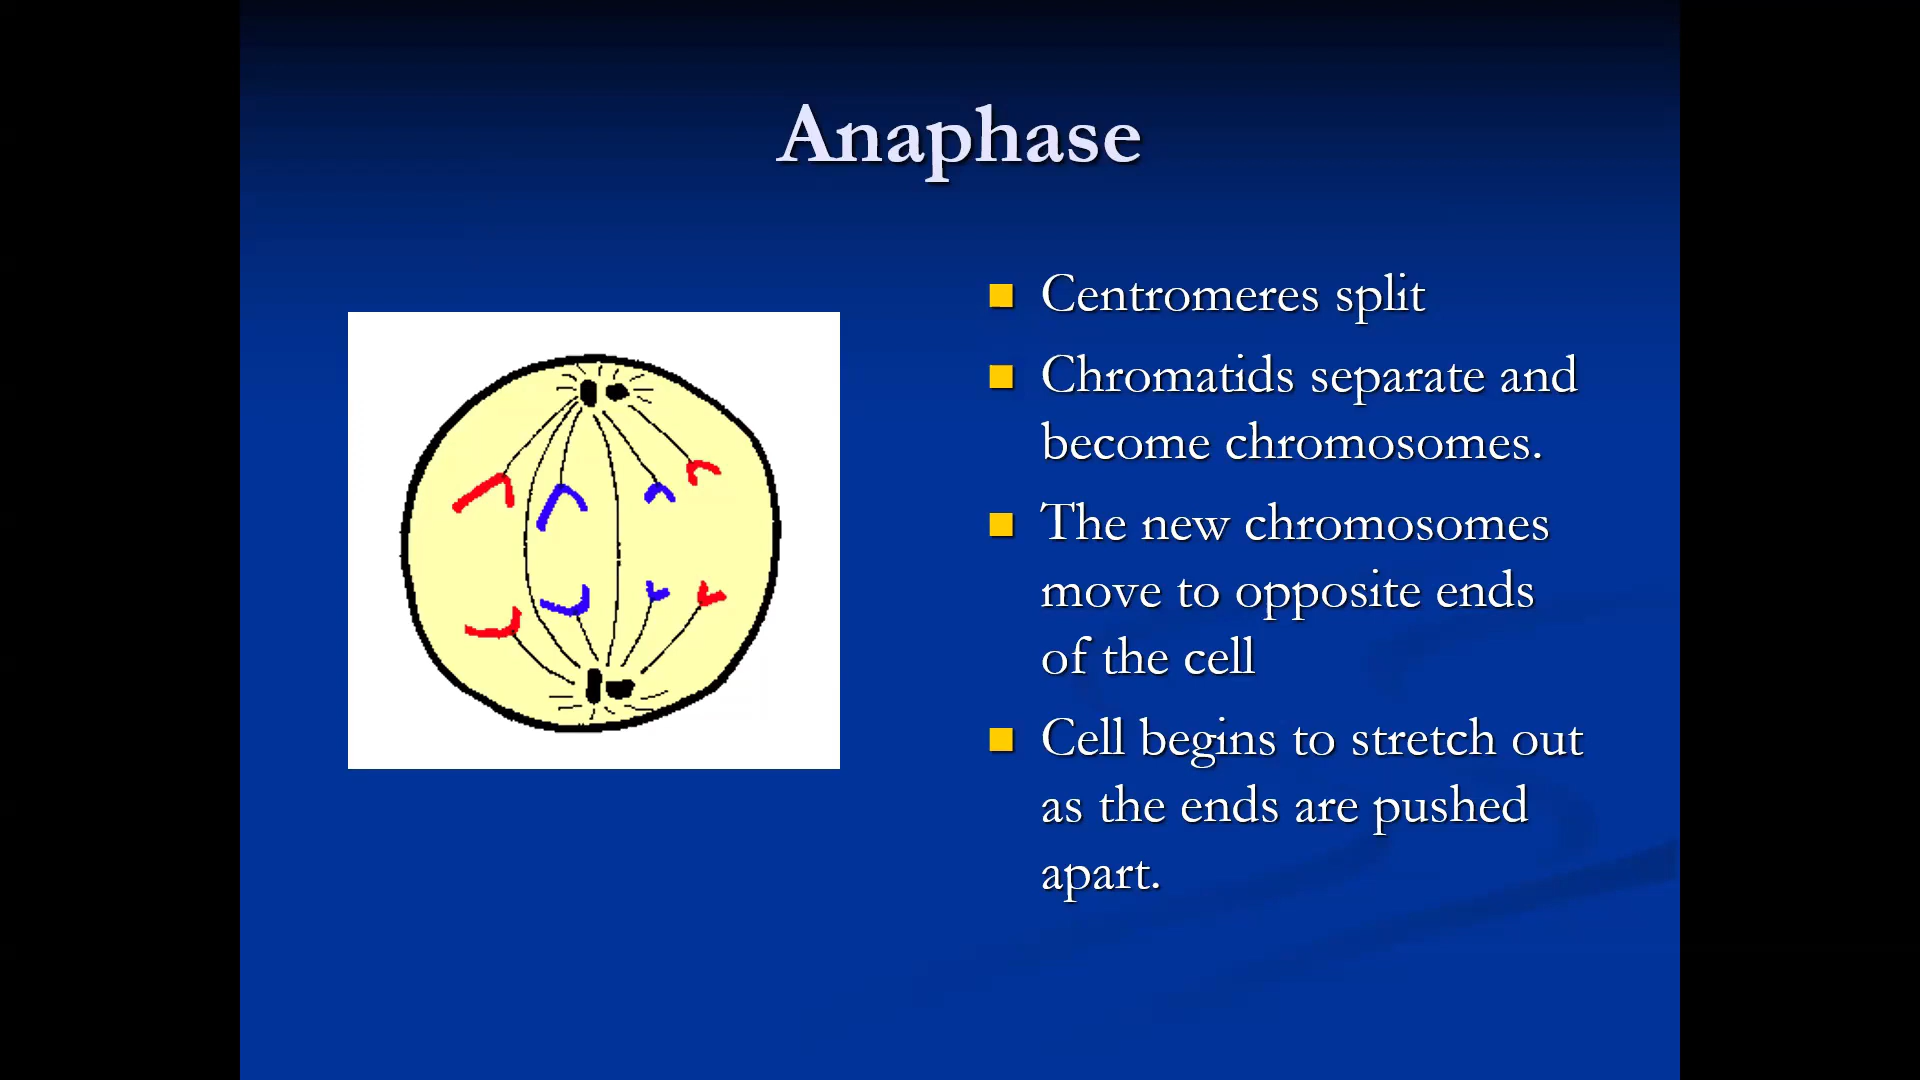 Anaphase
Centromeres split
Chromatids separate and
become chromosomes.
The new chromosomes
move to opposite ends
of the cell
Cell begins to stretch out
as the ends are pushed
apart.